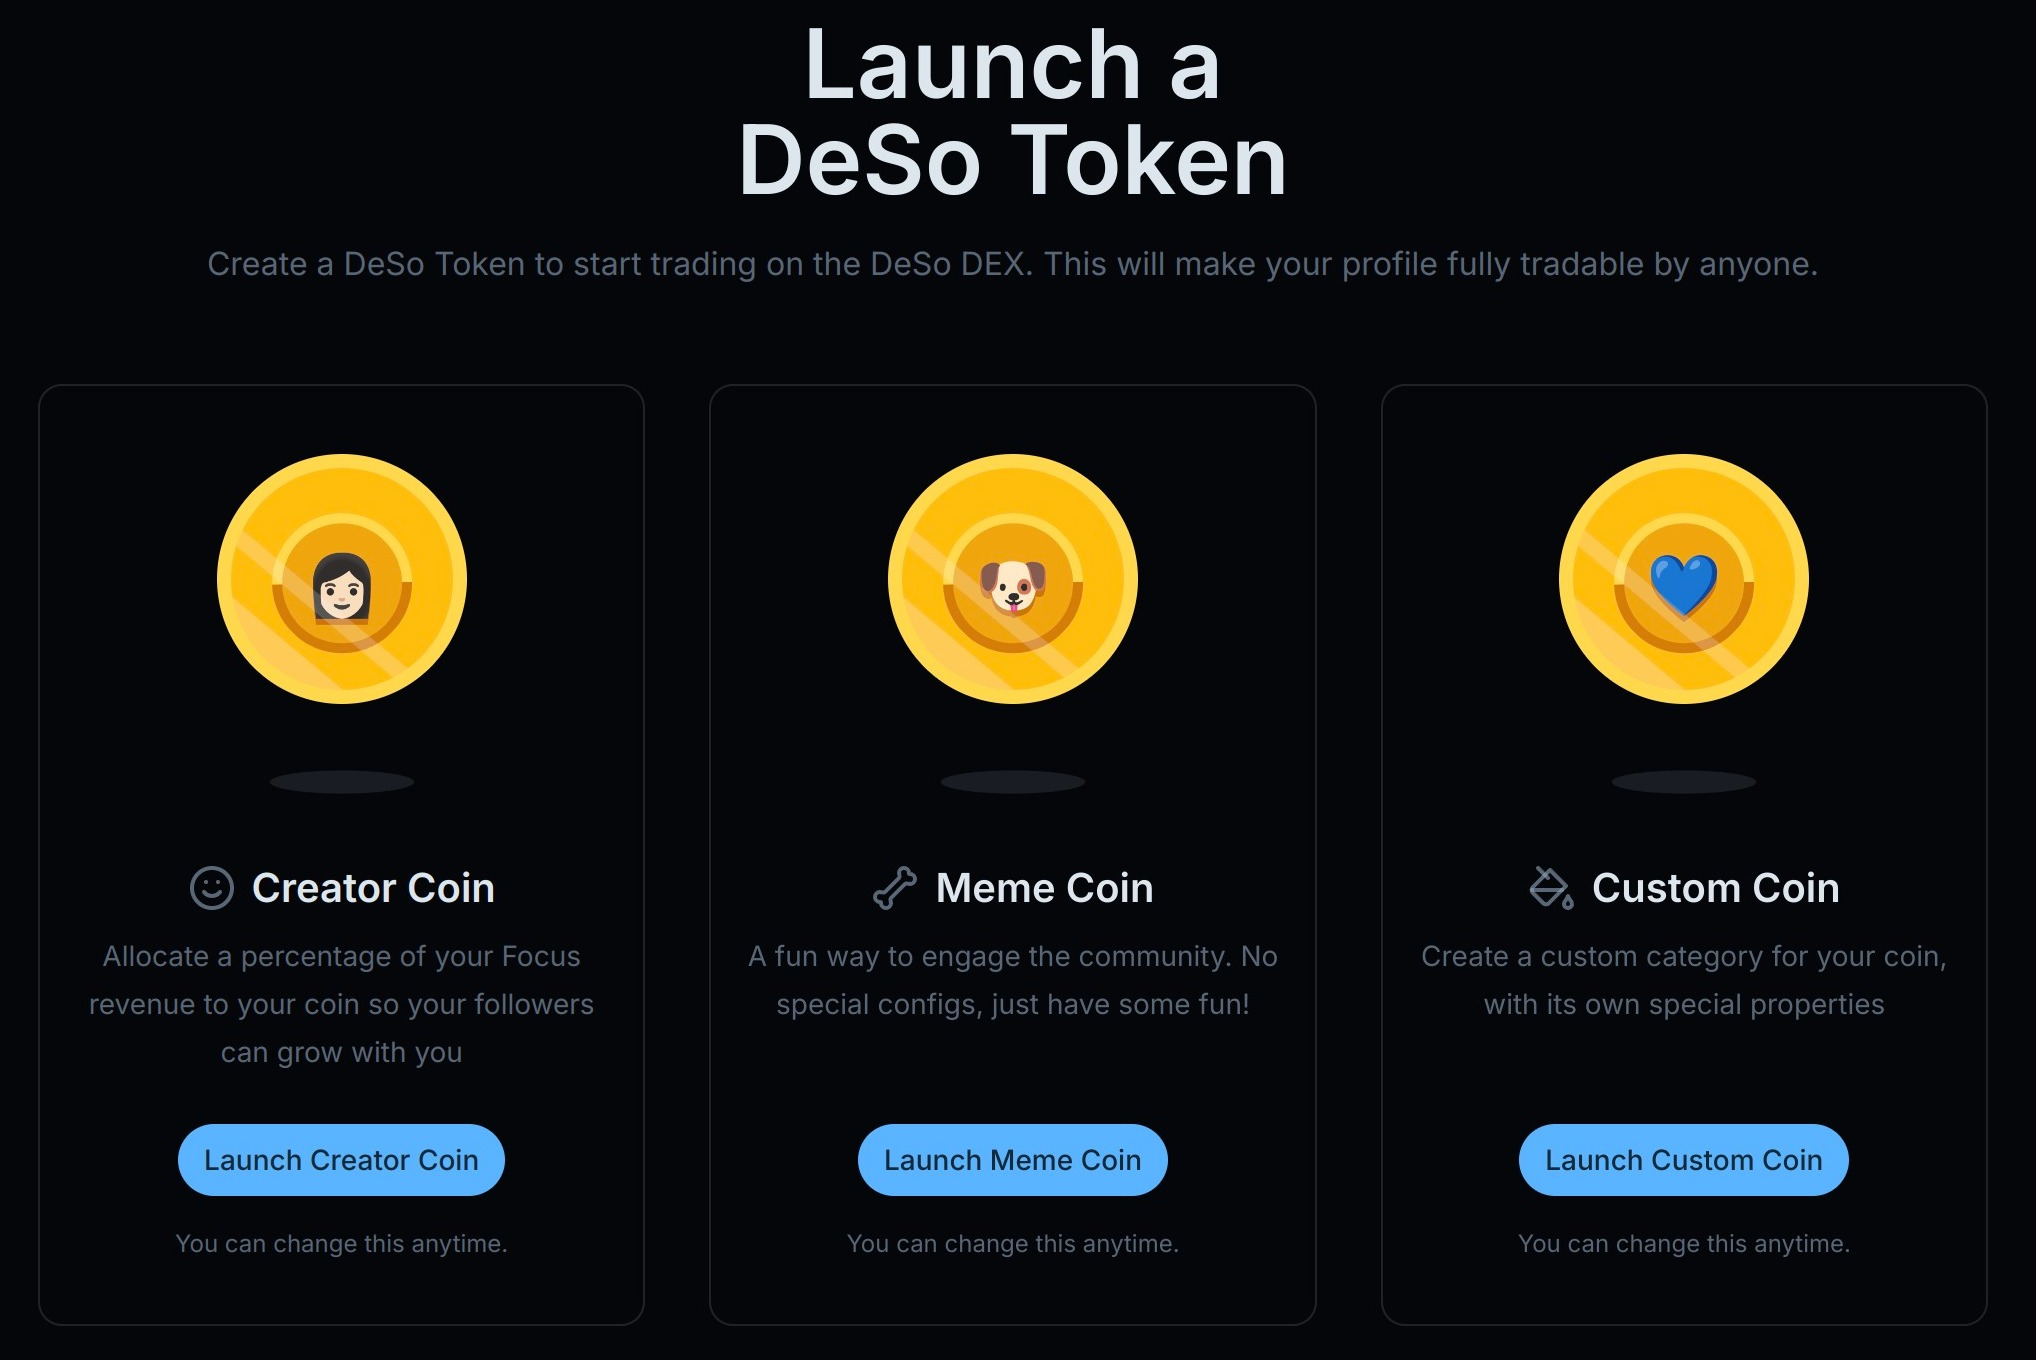 Launch a
DeSo Token
Create a DeSo Token to start trading on the DeSo DEX. This will make your profile fully tradable by anyone.
Creator Coin
Allocate a percentage of your Focus
revenue to your coin so your followers
can grow with you
Launch Creator Coin
You can change this anytime.
Meme Coin
A fun way to engage the community. No
special configs, just have some fun!
Launch Meme Coin
You can change this anytime.
Custom Coin
Create a custom category for your coin,
with its own special properties
Launch Custom Coin
You can change this anytime.